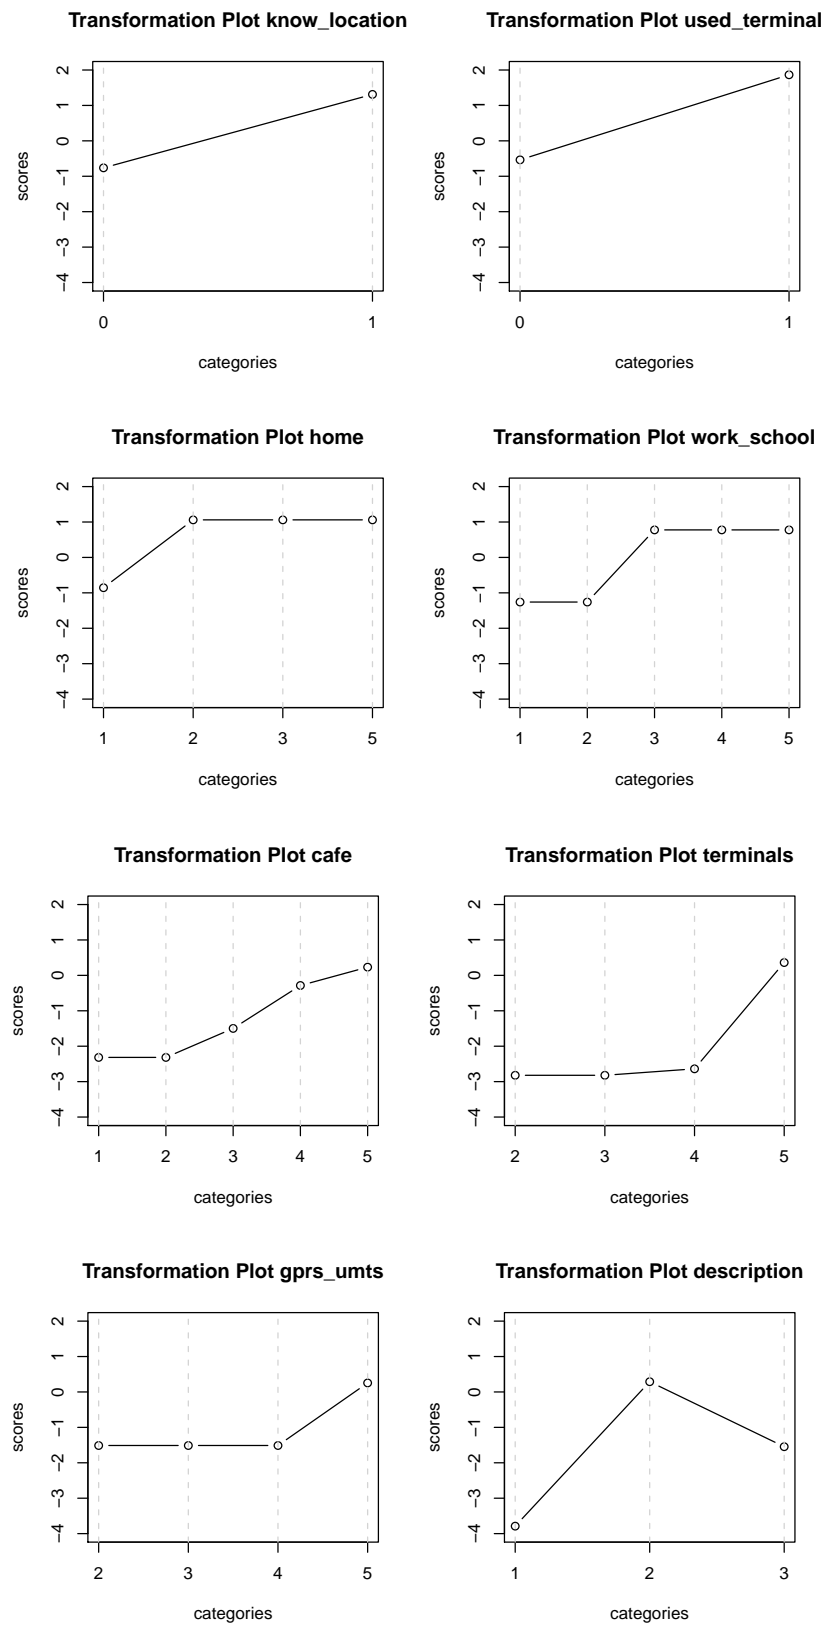 Transformation Plot know_location
scores
2
1
0
−1
−2
−3
−4
0 1
categories
Transformation Plot used_terminal
scores
2
1
0
−1
−2
−3
−4
0 1
categories
Transformation Plot home
scores
2
1
0
−1
−2
−3
−4
1 2 3 5
categories
Transformation Plot work_school
scores
2
1
0
−1
−2
−3
−4
1 2 3 4 5
categories
Transformation Plot cafe
scores
2
1
0
−1
−2
−3
−4
1 2 3 4 5
categories
Transformation Plot terminals
scores
2
1
0
−1
−2
−3
−4
2 3 4 5
categories
Transformation Plot gprs_umts
scores
2
1
0
−1
−2
−3
−4
2 3 4 5
categories
Transformation Plot description
scores
2
1
0
−1
−2
−3
−4
1 2 3
categories